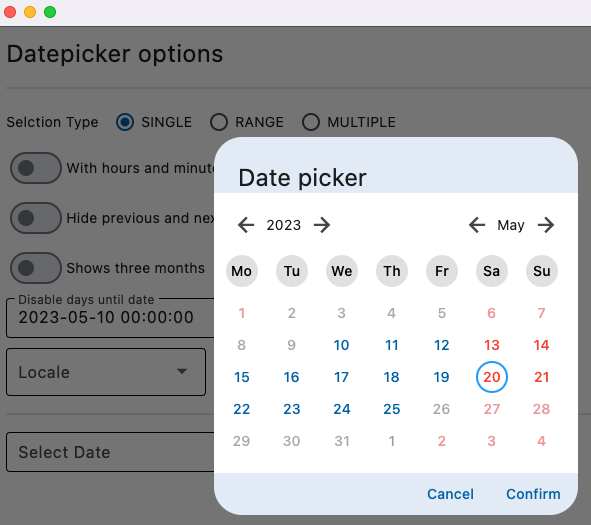 Datepicker options
Selction Type SINGLE RANGE MULTIPLE
With hours and minut
Hide previous and nex
Shows three months
Disable days until date
2023-05-10 00:00:00
Locale
Select Date
Date picker
2023 May
Mo Tu We Th Fr Sa Su
1 2 3 4 5 6 7
8 9 10 11 12 13 14
15 16 17 18 19 20 21
22 23 24 25 26 27 28
29 30 31 1 2 3 4
Cancel Confirm